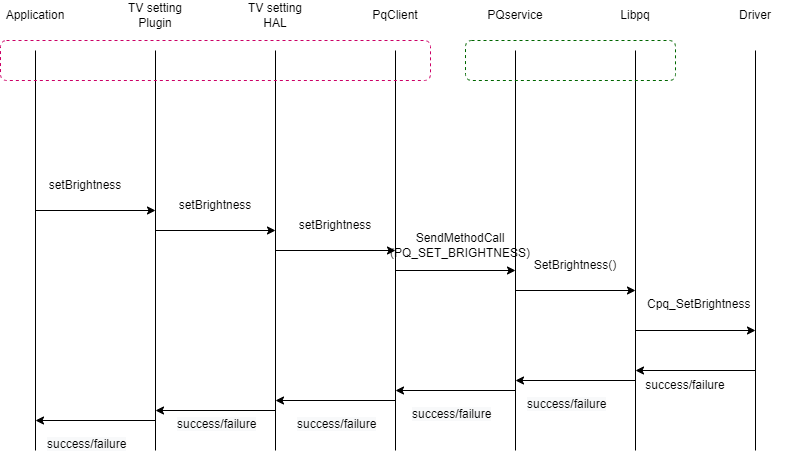 Application
TV setting
Plugin
TV setting
HAL
PqClient
PQservice
Libpq
Driver
setBrightness
setBrightness
setBrightness
SendMethodCall
(PQ_SET_BRIGHTNESS)
SetBrightness()
Cpq_SetBrightness
success/failure
success/failure
success/failure
success/failure
success/failure
success/failure